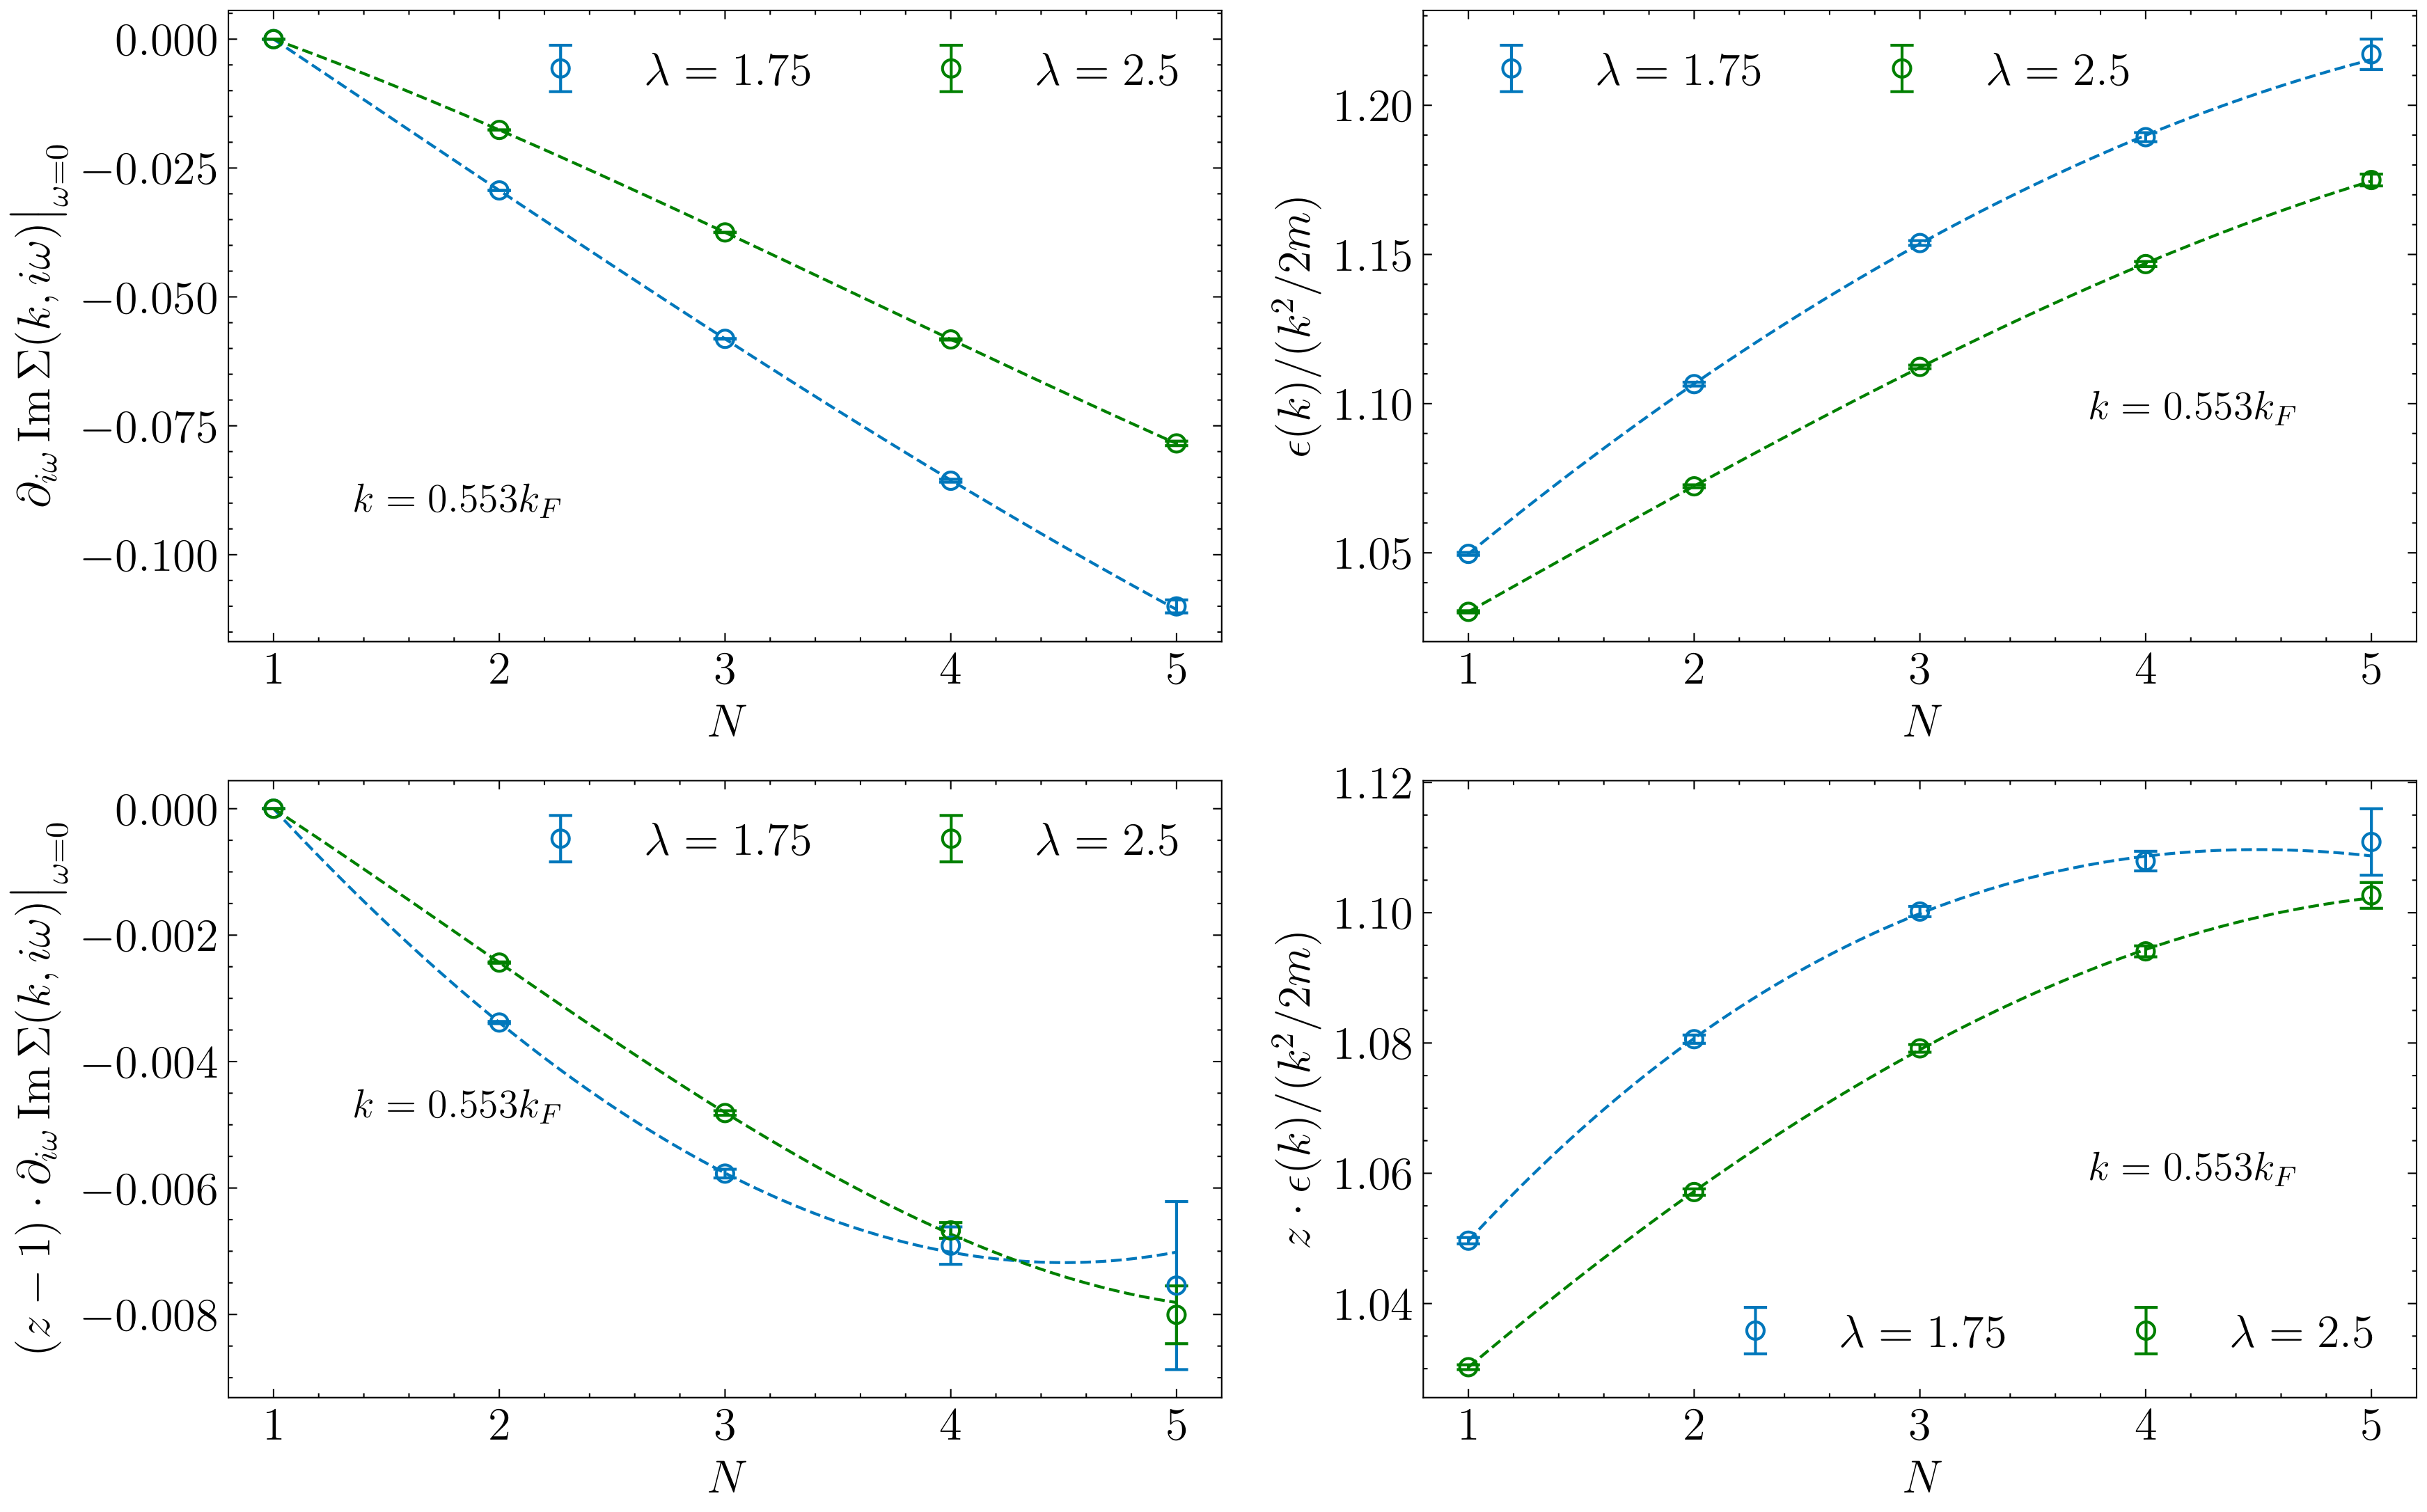 0.000
−0.025
−0.050
−0.075
−0.100
∂_{iω} Im Σ(k, iω)|_{ω=0}
λ = 1.75
λ = 2.5
k = 0.553k_F
1 2 3 4 5
N
1.20
1.15
1.10
1.05
ϵ(k)/(k²/2m)
λ = 1.75
λ = 2.5
k = 0.553k_F
1 2 3 4 5
N
0.000
−0.002
−0.004
−0.006
−0.008
(z − 1) · ∂_{iω} Im Σ(k, iω)|_{ω=0}
λ = 1.75
λ = 2.5
k = 0.553k_F
1 2 3 4 5
N
1.12
1.10
1.08
1.06
1.04
z · ϵ(k)/(k²/2m)
k = 0.553k_F
λ = 1.75
λ = 2.5
1 2 3 4 5
N